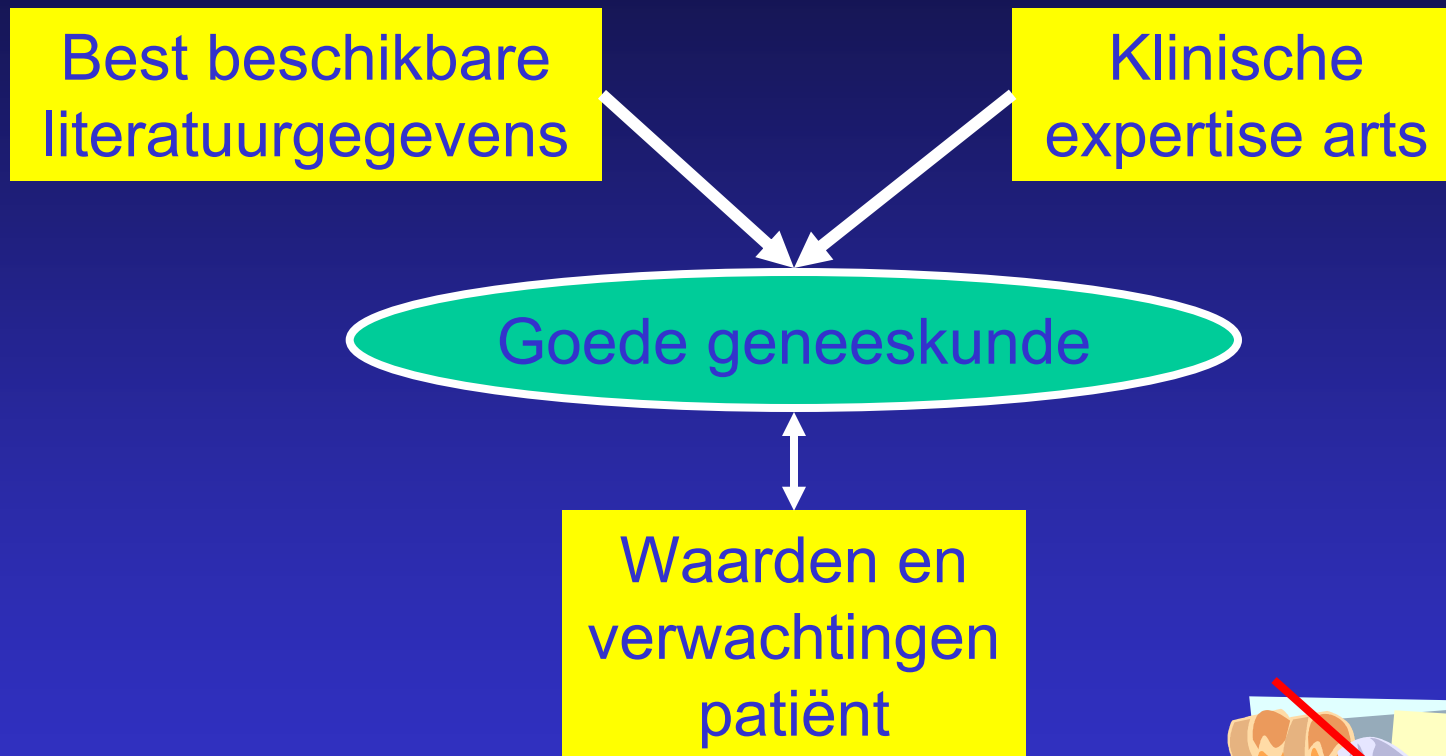 Best beschikbare
literatuurgegevens
Klinische
expertise arts
Goede geneeskunde
Waarden en
verwachtingen
patiënt